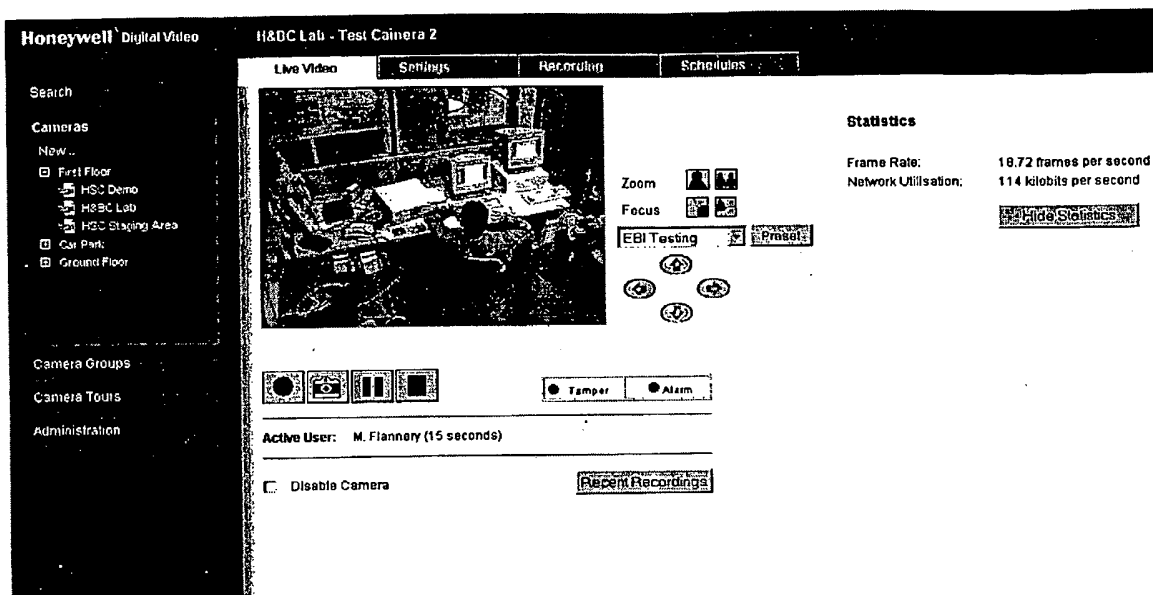 Honeywell Digital Video
H&BC Lab - Test Camera 2
Live Video
Settings
Recording
Schedules
Search
Cameras
New...
First Floor
HSC Demo
H&BC Lab
HSC Staging Area
Car Park
Ground Floor
Camera Groups
Camera Tours
Administration
Zoom
Focus
EBI Testing
Preset
Tamper
Alarm
Active User: M. Flannery (15 seconds)
Disable Camera
Recent Recordings
Statistics
Frame Rate: 18.72 frames per second
Network Utilisation: 114 kilobits per second
Hide Statistics